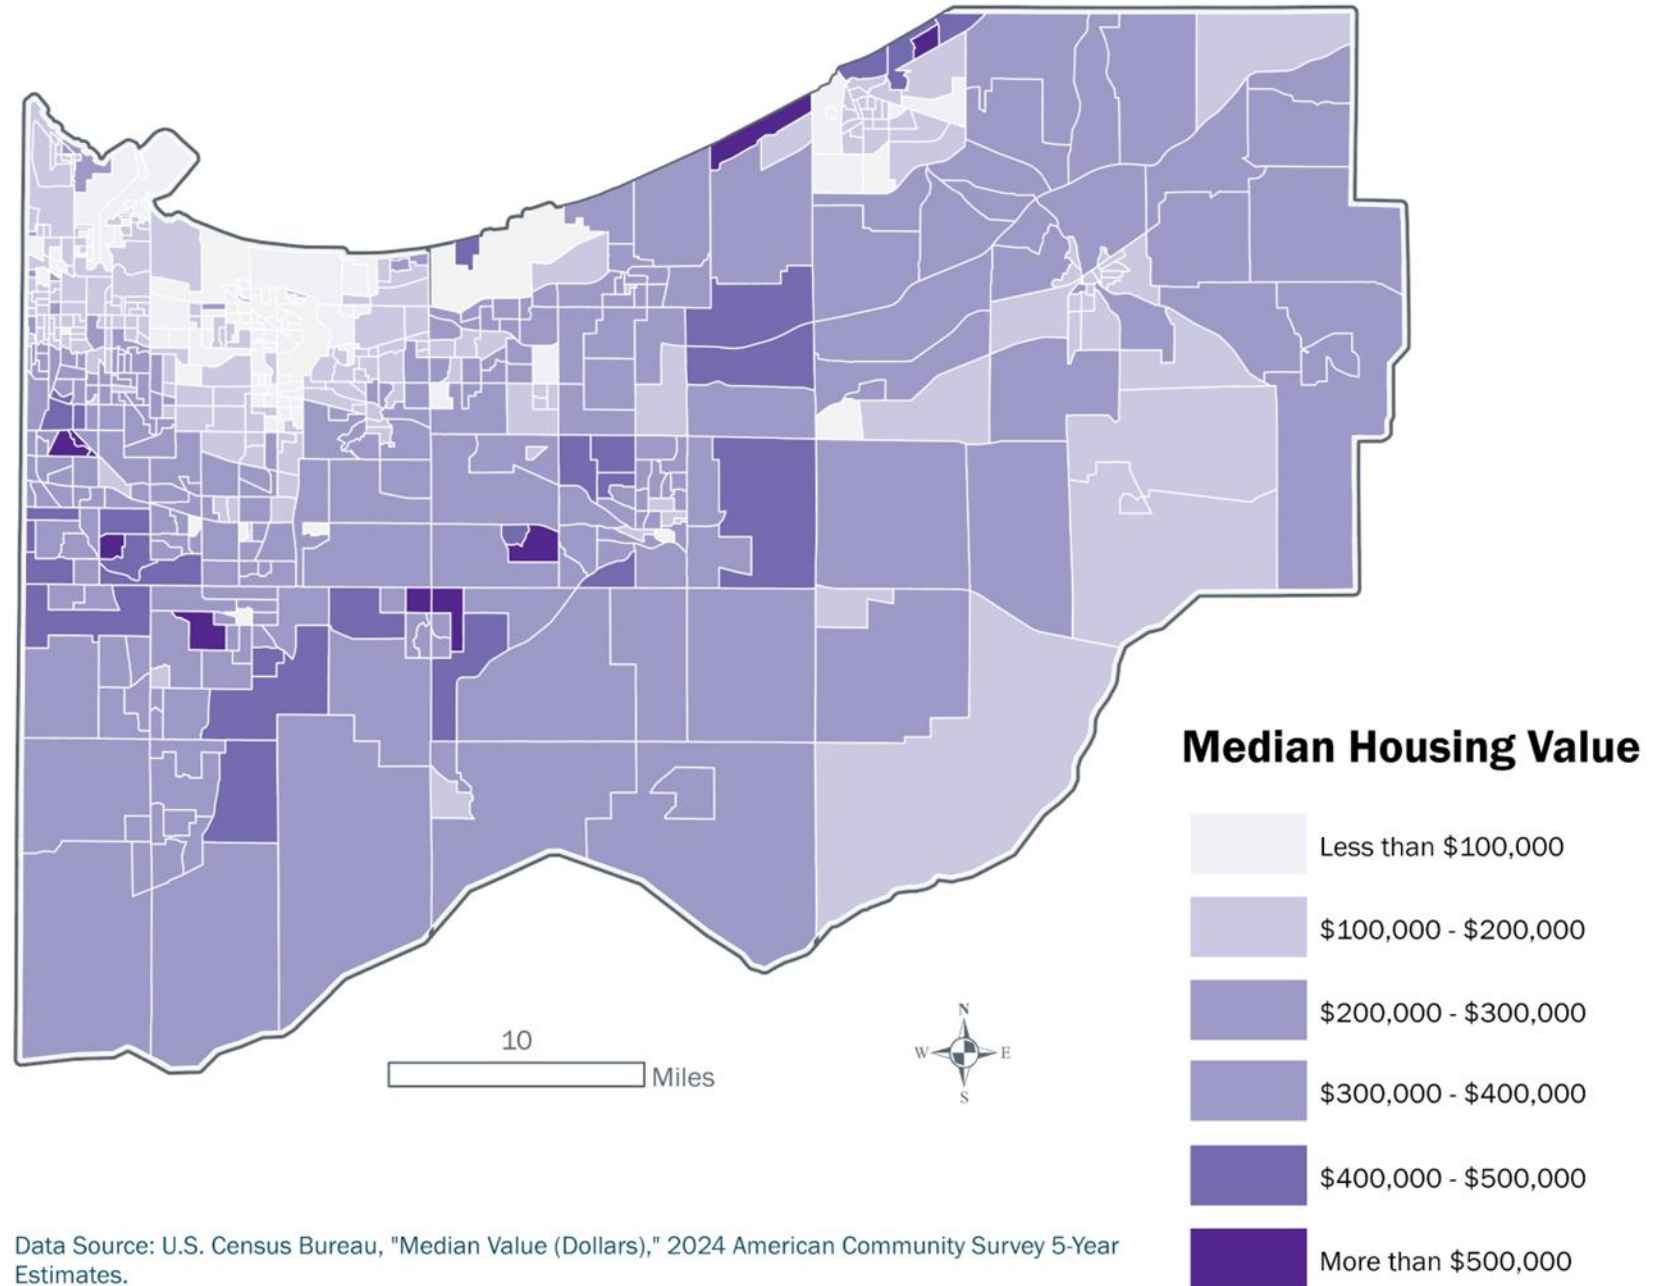 Median Housing Value
Less than $100,000
$100,000 - $200,000
$200,000 - $300,000
$300,000 - $400,000
$400,000 - $500,000
More than $500,000
N
W E
S
10
Miles
Data Source: U.S. Census Bureau, "Median Value (Dollars)," 2024 American Community Survey 5-Year
Estimates.